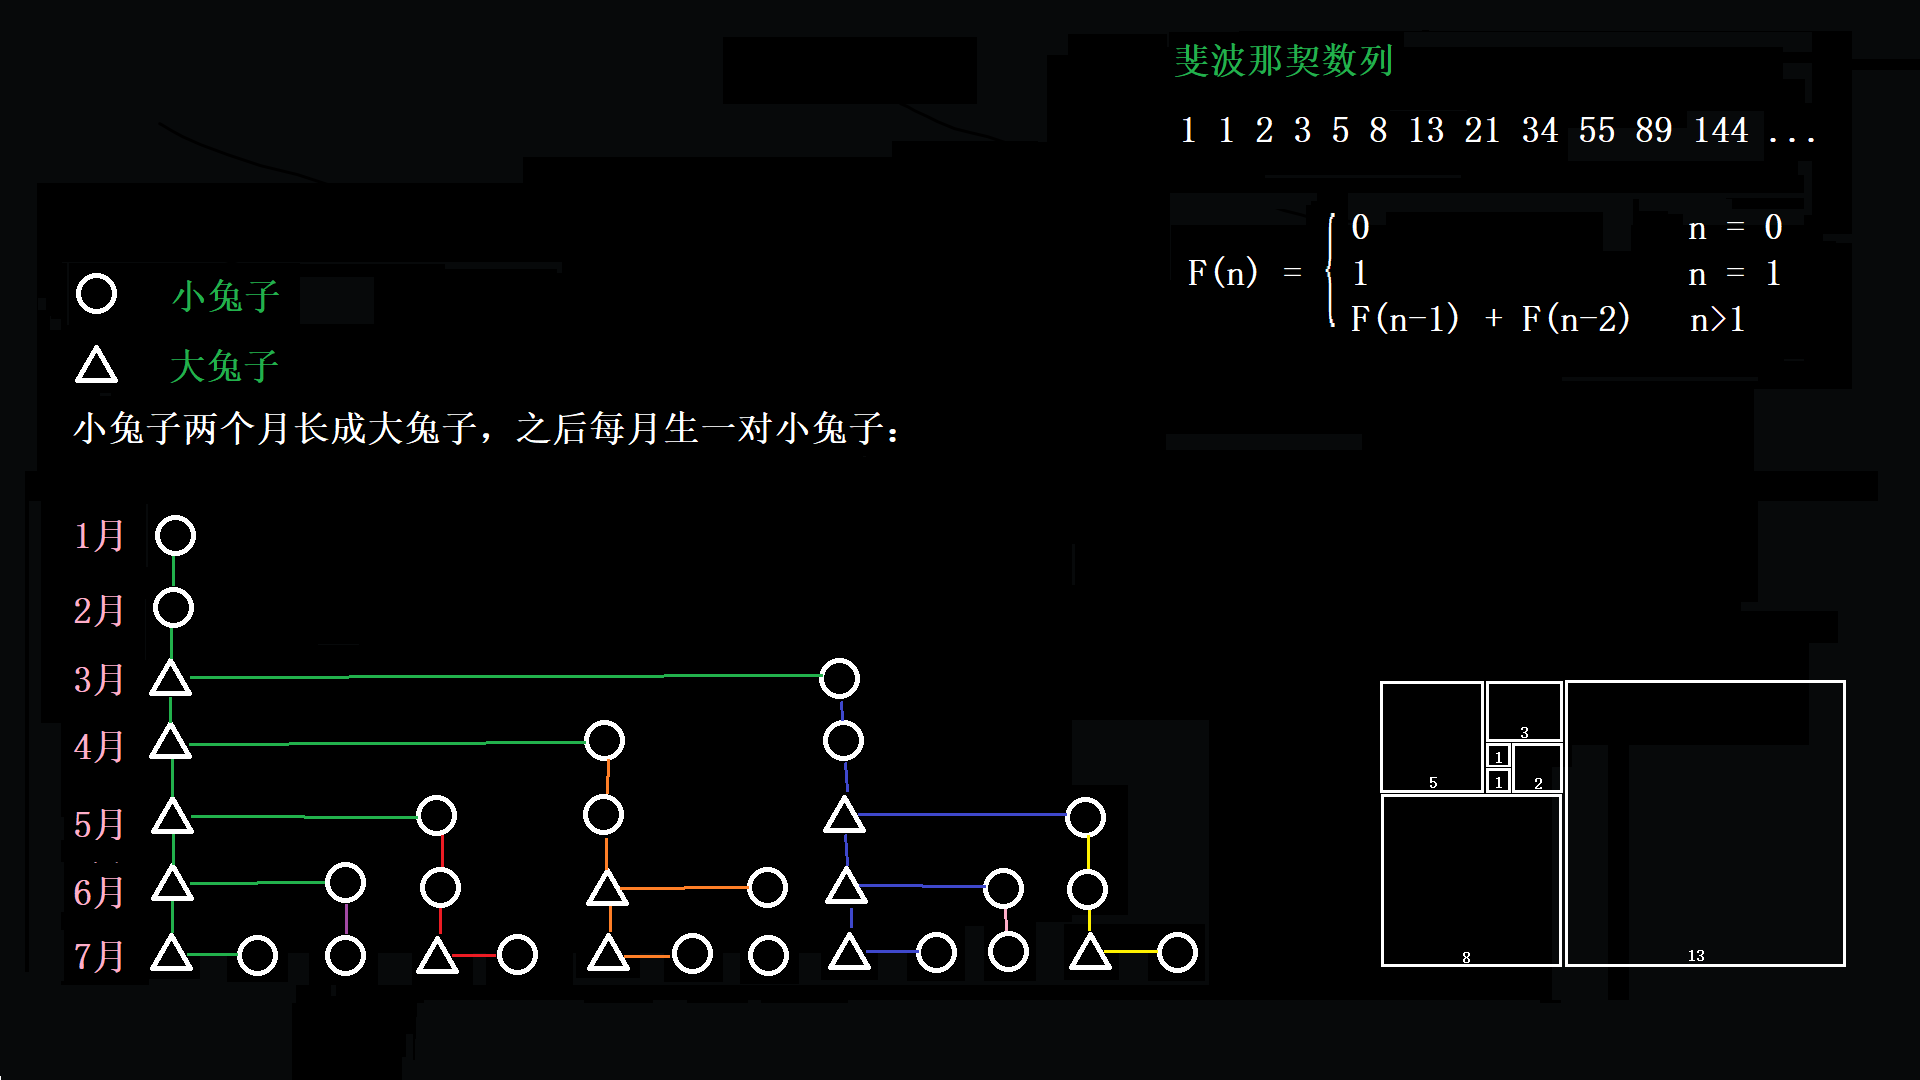 斐波那契数列
1 1 2 3 5 8 13 21 34 55 89 144 ...
F(n) = {
0 n = 0
1 n = 1
F(n-1) + F(n-2) n>1
小兔子
大兔子
小兔子两个月长成大兔子，之后每月生一对小兔子：
1月
2月
3月
4月
5月
6月
7月
3
1
5
1
2
8
13